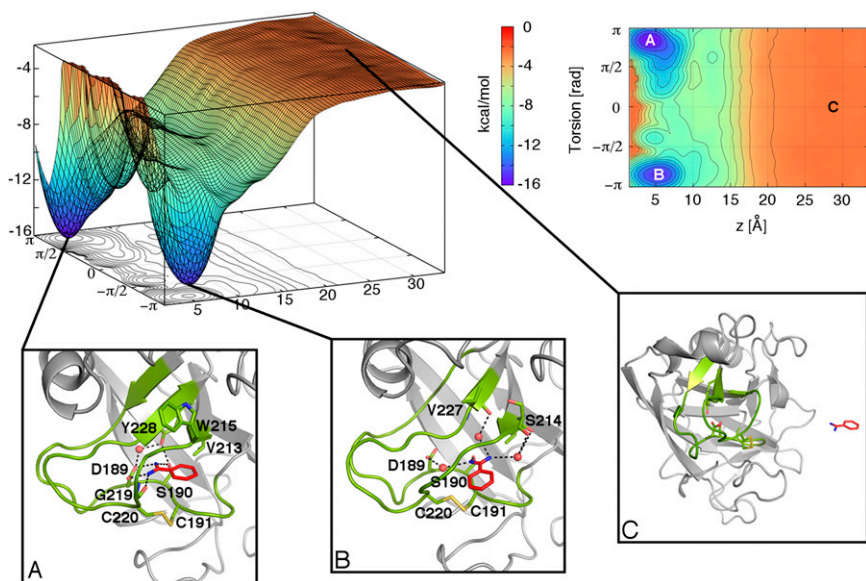 -4
-8
-12
-16
π
π/2
0
−π/2
−π
5
10
15
20
25
30
kcal/mol
0
−4
−8
−12
−16
Torsion [rad]
π
π/2
0
−π/2
−π
A
B
C
5
10
15
20
25
30
z [Å]
Y228
W215
V213
D189
G219
S190
C220
C191
A
V227
S214
D189
S190
C220
C191
B
C